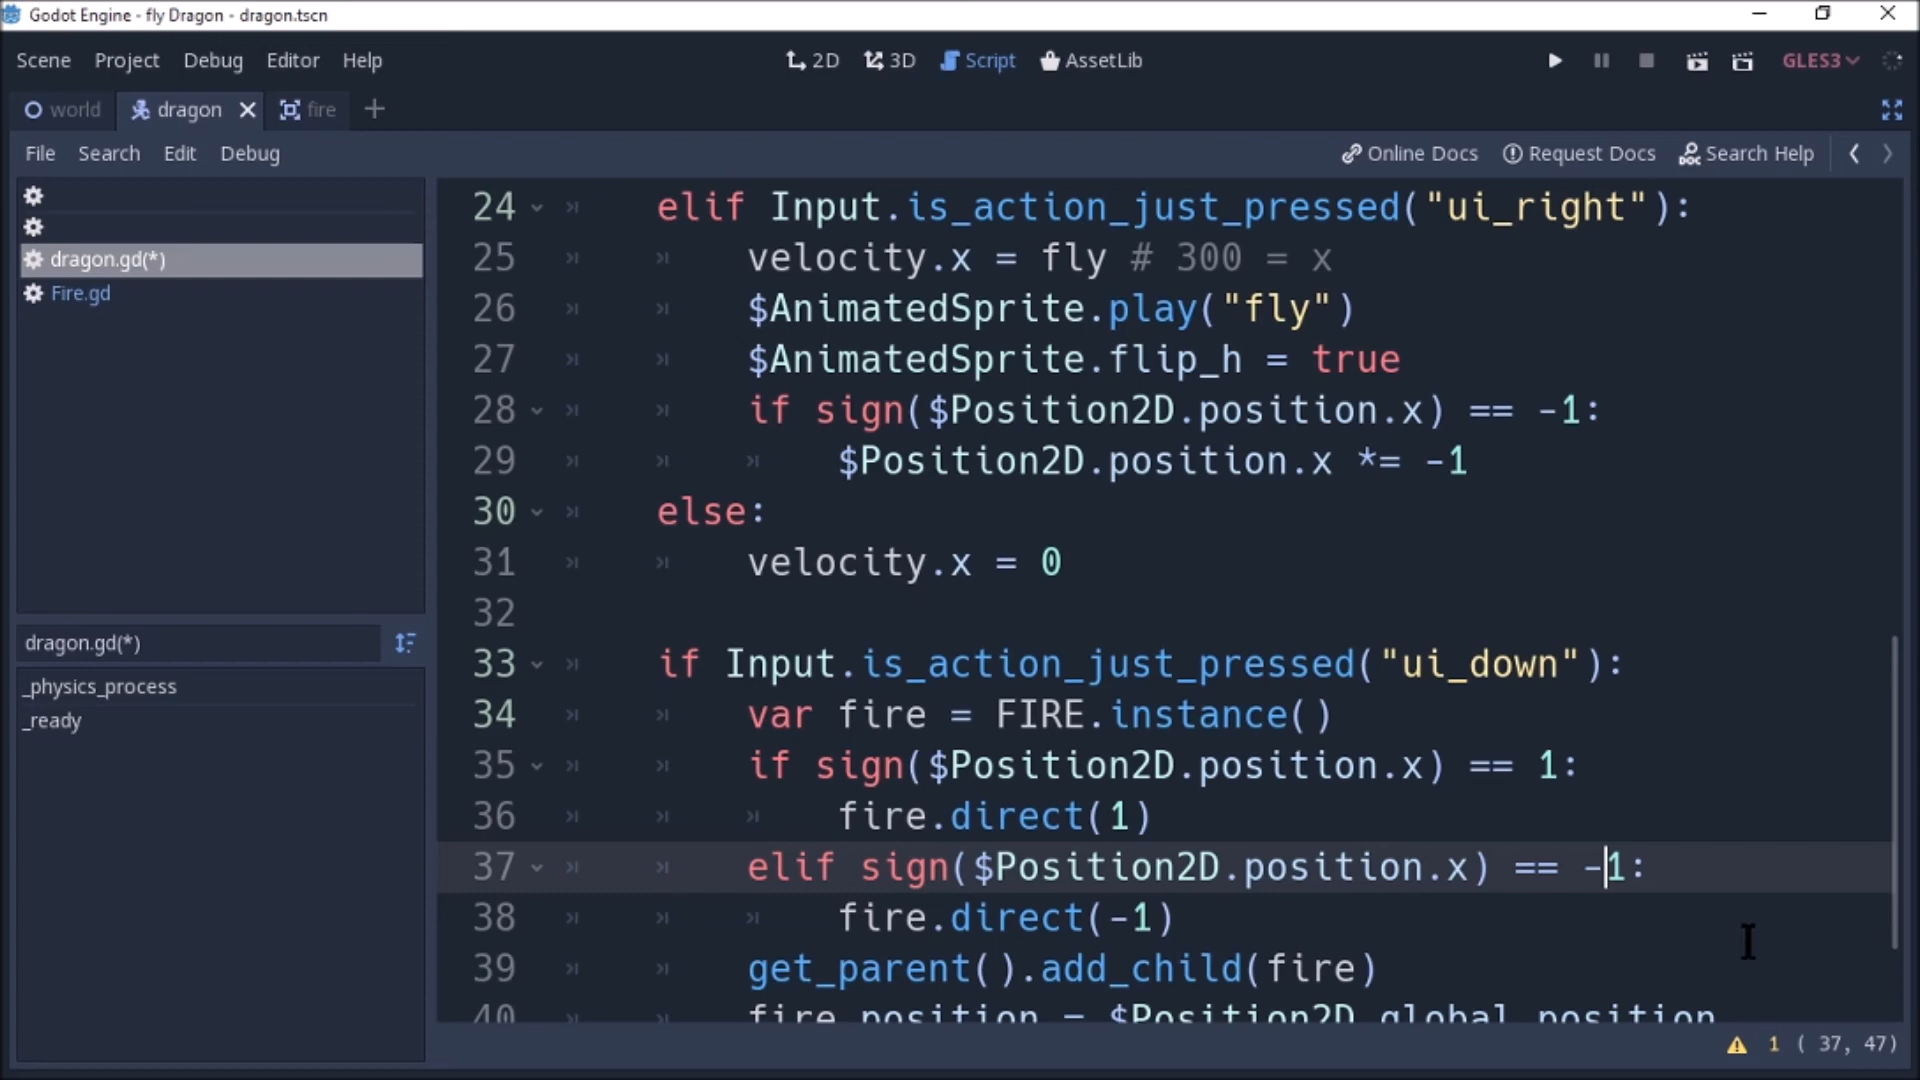 Godot Engine - fly Dragon - dragon.tscn
Scene Project Debug Editor Help 2D 3D Script AssetLib GLES3
world dragon fire
File Search Edit Debug Online Docs Request Docs Search Help
dragon.gd(*)
Fire.gd
dragon.gd(*)
_physics_process
_ready
24 elif Input.is_action_just_pressed("ui_right"):
25 velocity.x = fly # 300 = x
26 $AnimatedSprite.play("fly")
27 $AnimatedSprite.flip_h = true
28 if sign($Position2D.position.x) == -1:
29 $Position2D.position.x *= -1
30 else:
31 velocity.x = 0
32
33 if Input.is_action_just_pressed("ui_down"):
34 var fire = FIRE.instance()
35 if sign($Position2D.position.x) == 1:
36 fire.direct(1)
37 elif sign($Position2D.position.x) == -1:
38 fire.direct(-1)
39 get_parent().add_child(fire)
40 fire.position = $Position2D.global_position
1 ( 37, 47)